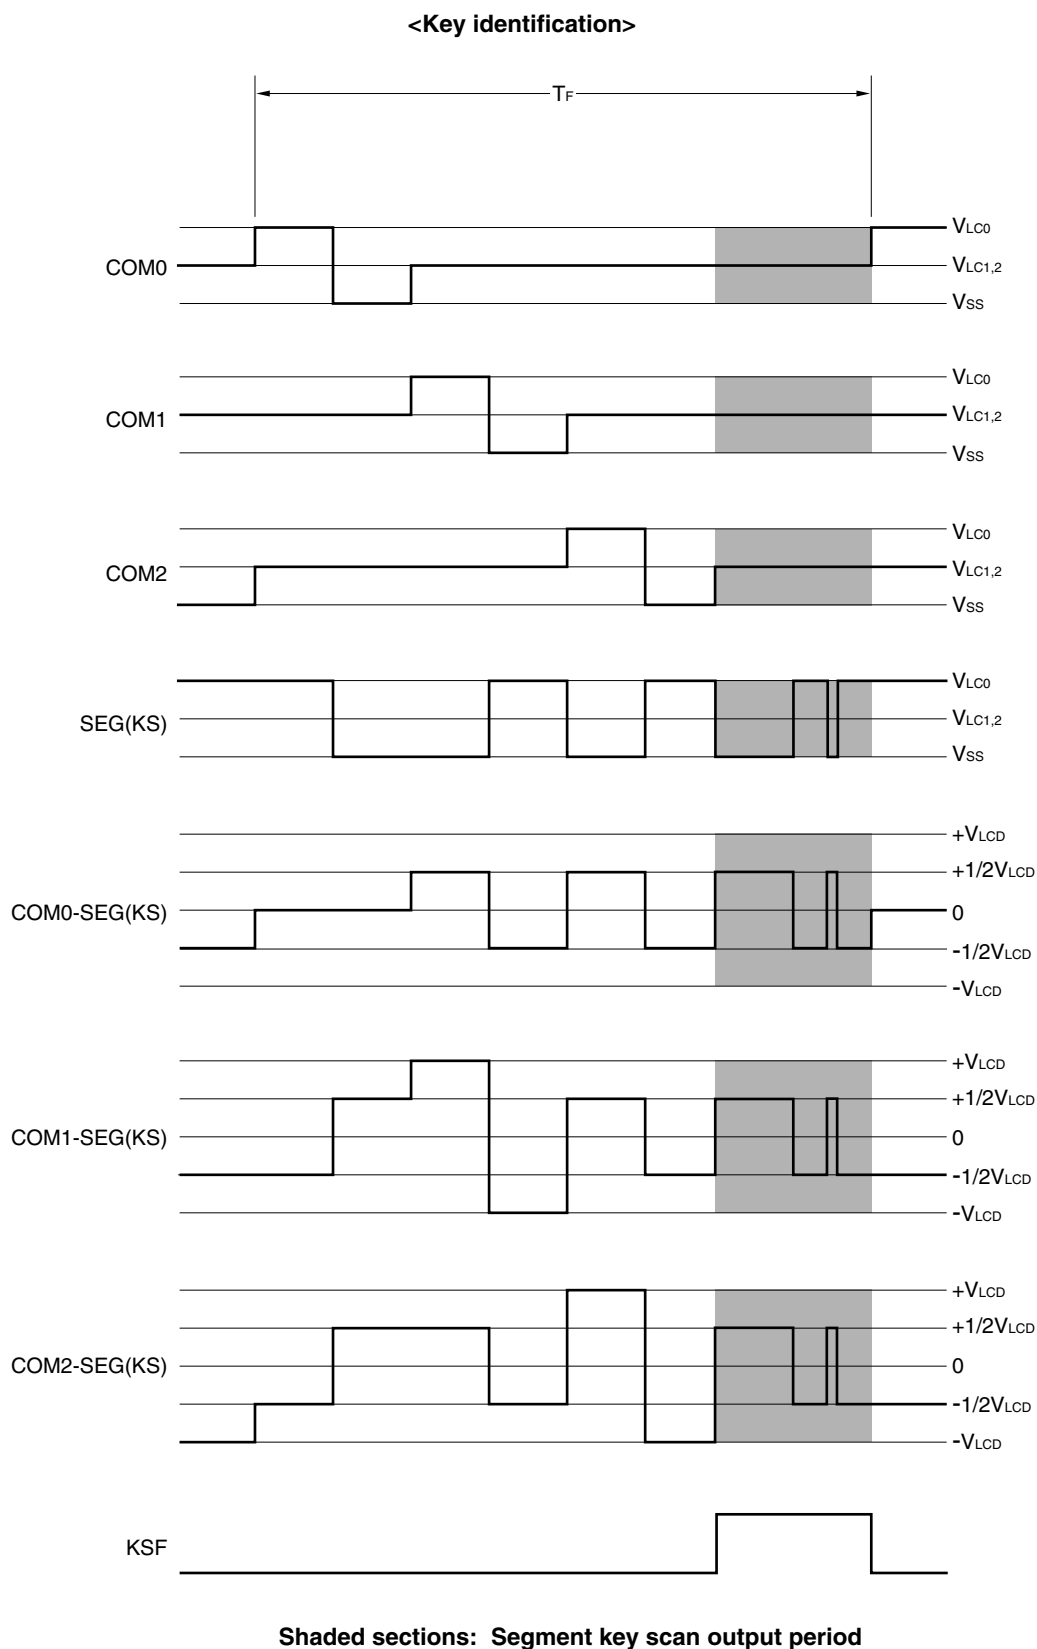 <Key identification>
TF
COM0
VLC0
VLC1,2
VSS
COM1
VLC0
VLC1,2
VSS
COM2
VLC0
VLC1,2
VSS
SEG(KS)
VLC0
VLC1,2
VSS
COM0-SEG(KS)
+VLCD
+1/2VLCD
0
-1/2VLCD
-VLCD
COM1-SEG(KS)
+VLCD
+1/2VLCD
0
-1/2VLCD
-VLCD
COM2-SEG(KS)
+VLCD
+1/2VLCD
0
-1/2VLCD
-VLCD
KSF
Shaded sections: Segment key scan output period